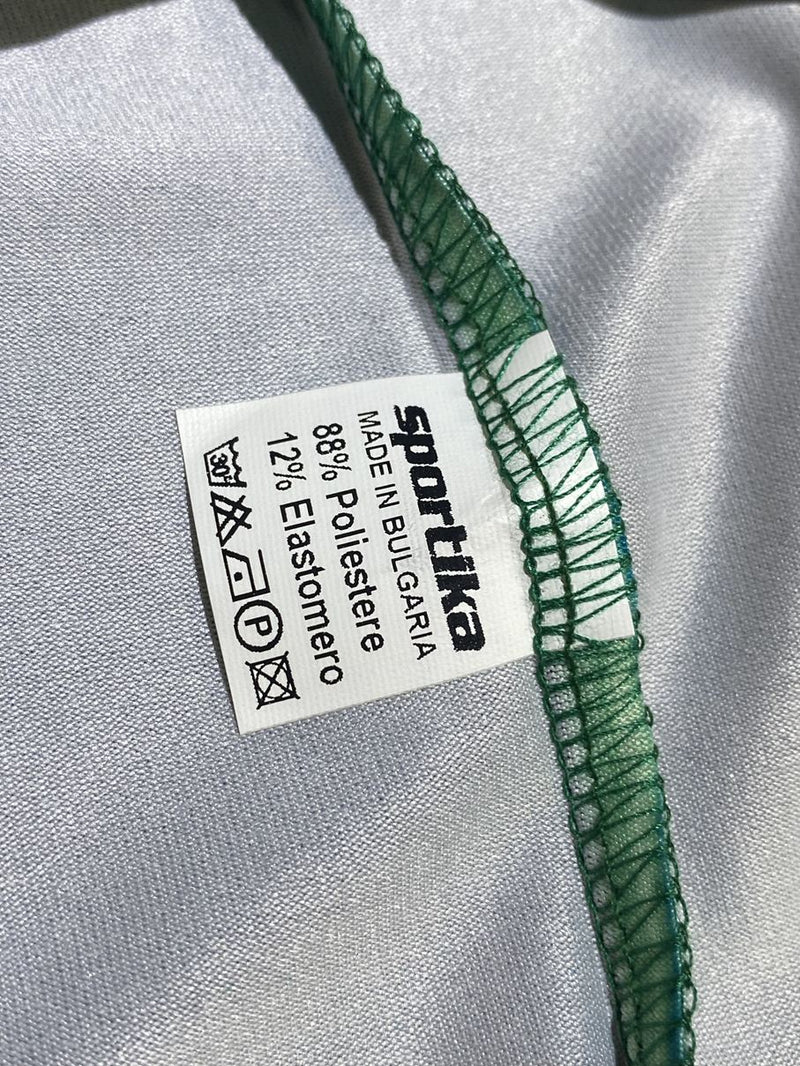 sportika
MADE IN BULGARIA
88% Poliestere
12% Elastomero
30°
P